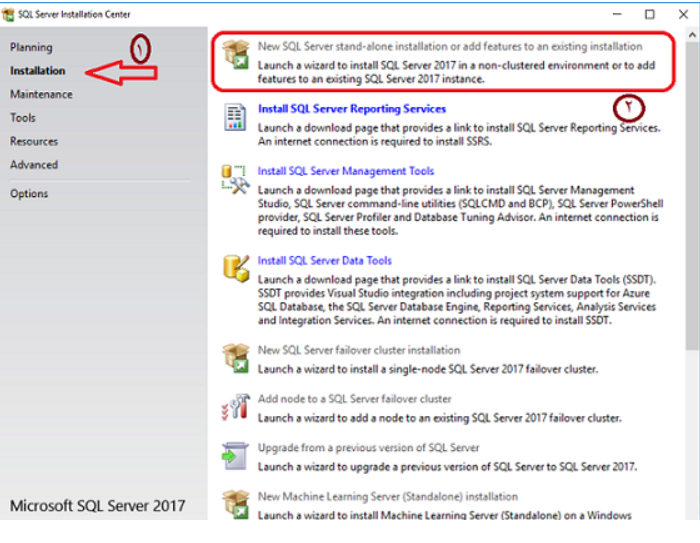 SQL Server Installation Center
Planning
Installation
Maintenance
Tools
Resources
Advanced
Options
Microsoft SQL Server 2017
۱
New SQL Server stand-alone installation or add features to an existing installation
Launch a wizard to install SQL Server 2017 in a non-clustered environment or to add
features to an existing SQL Server 2017 instance.
۲
Install SQL Server Reporting Services
Launch a download page that provides a link to install SQL Server Reporting Services.
An internet connection is required to install SSRS.
Install SQL Server Management Tools
Launch a download page that provides a link to install SQL Server Management
Studio, SQL Server command-line utilities (SQLCMD and BCP), SQL Server PowerShell
provider, SQL Server Profiler and Database Tuning Advisor. An internet connection is
required to install these tools.
Install SQL Server Data Tools
Launch a download page that provides a link to install SQL Server Data Tools (SSDT).
SSDT provides Visual Studio integration including project system support for Azure
SQL Database, the SQL Server Database Engine, Reporting Services, Analysis Services
and Integration Services. An internet connection is required to install SSDT.
New SQL Server failover cluster installation
Launch a wizard to install a single-node SQL Server 2017 failover cluster.
Add node to a SQL Server failover cluster
Launch a wizard to add a node to an existing SQL Server 2017 failover cluster.
Upgrade from a previous version of SQL Server
Launch a wizard to upgrade a previous version of SQL Server to SQL Server 2017.
New Machine Learning Server (Standalone) installation
Launch a wizard to install Machine Learning Server (Standalone) on a Windows